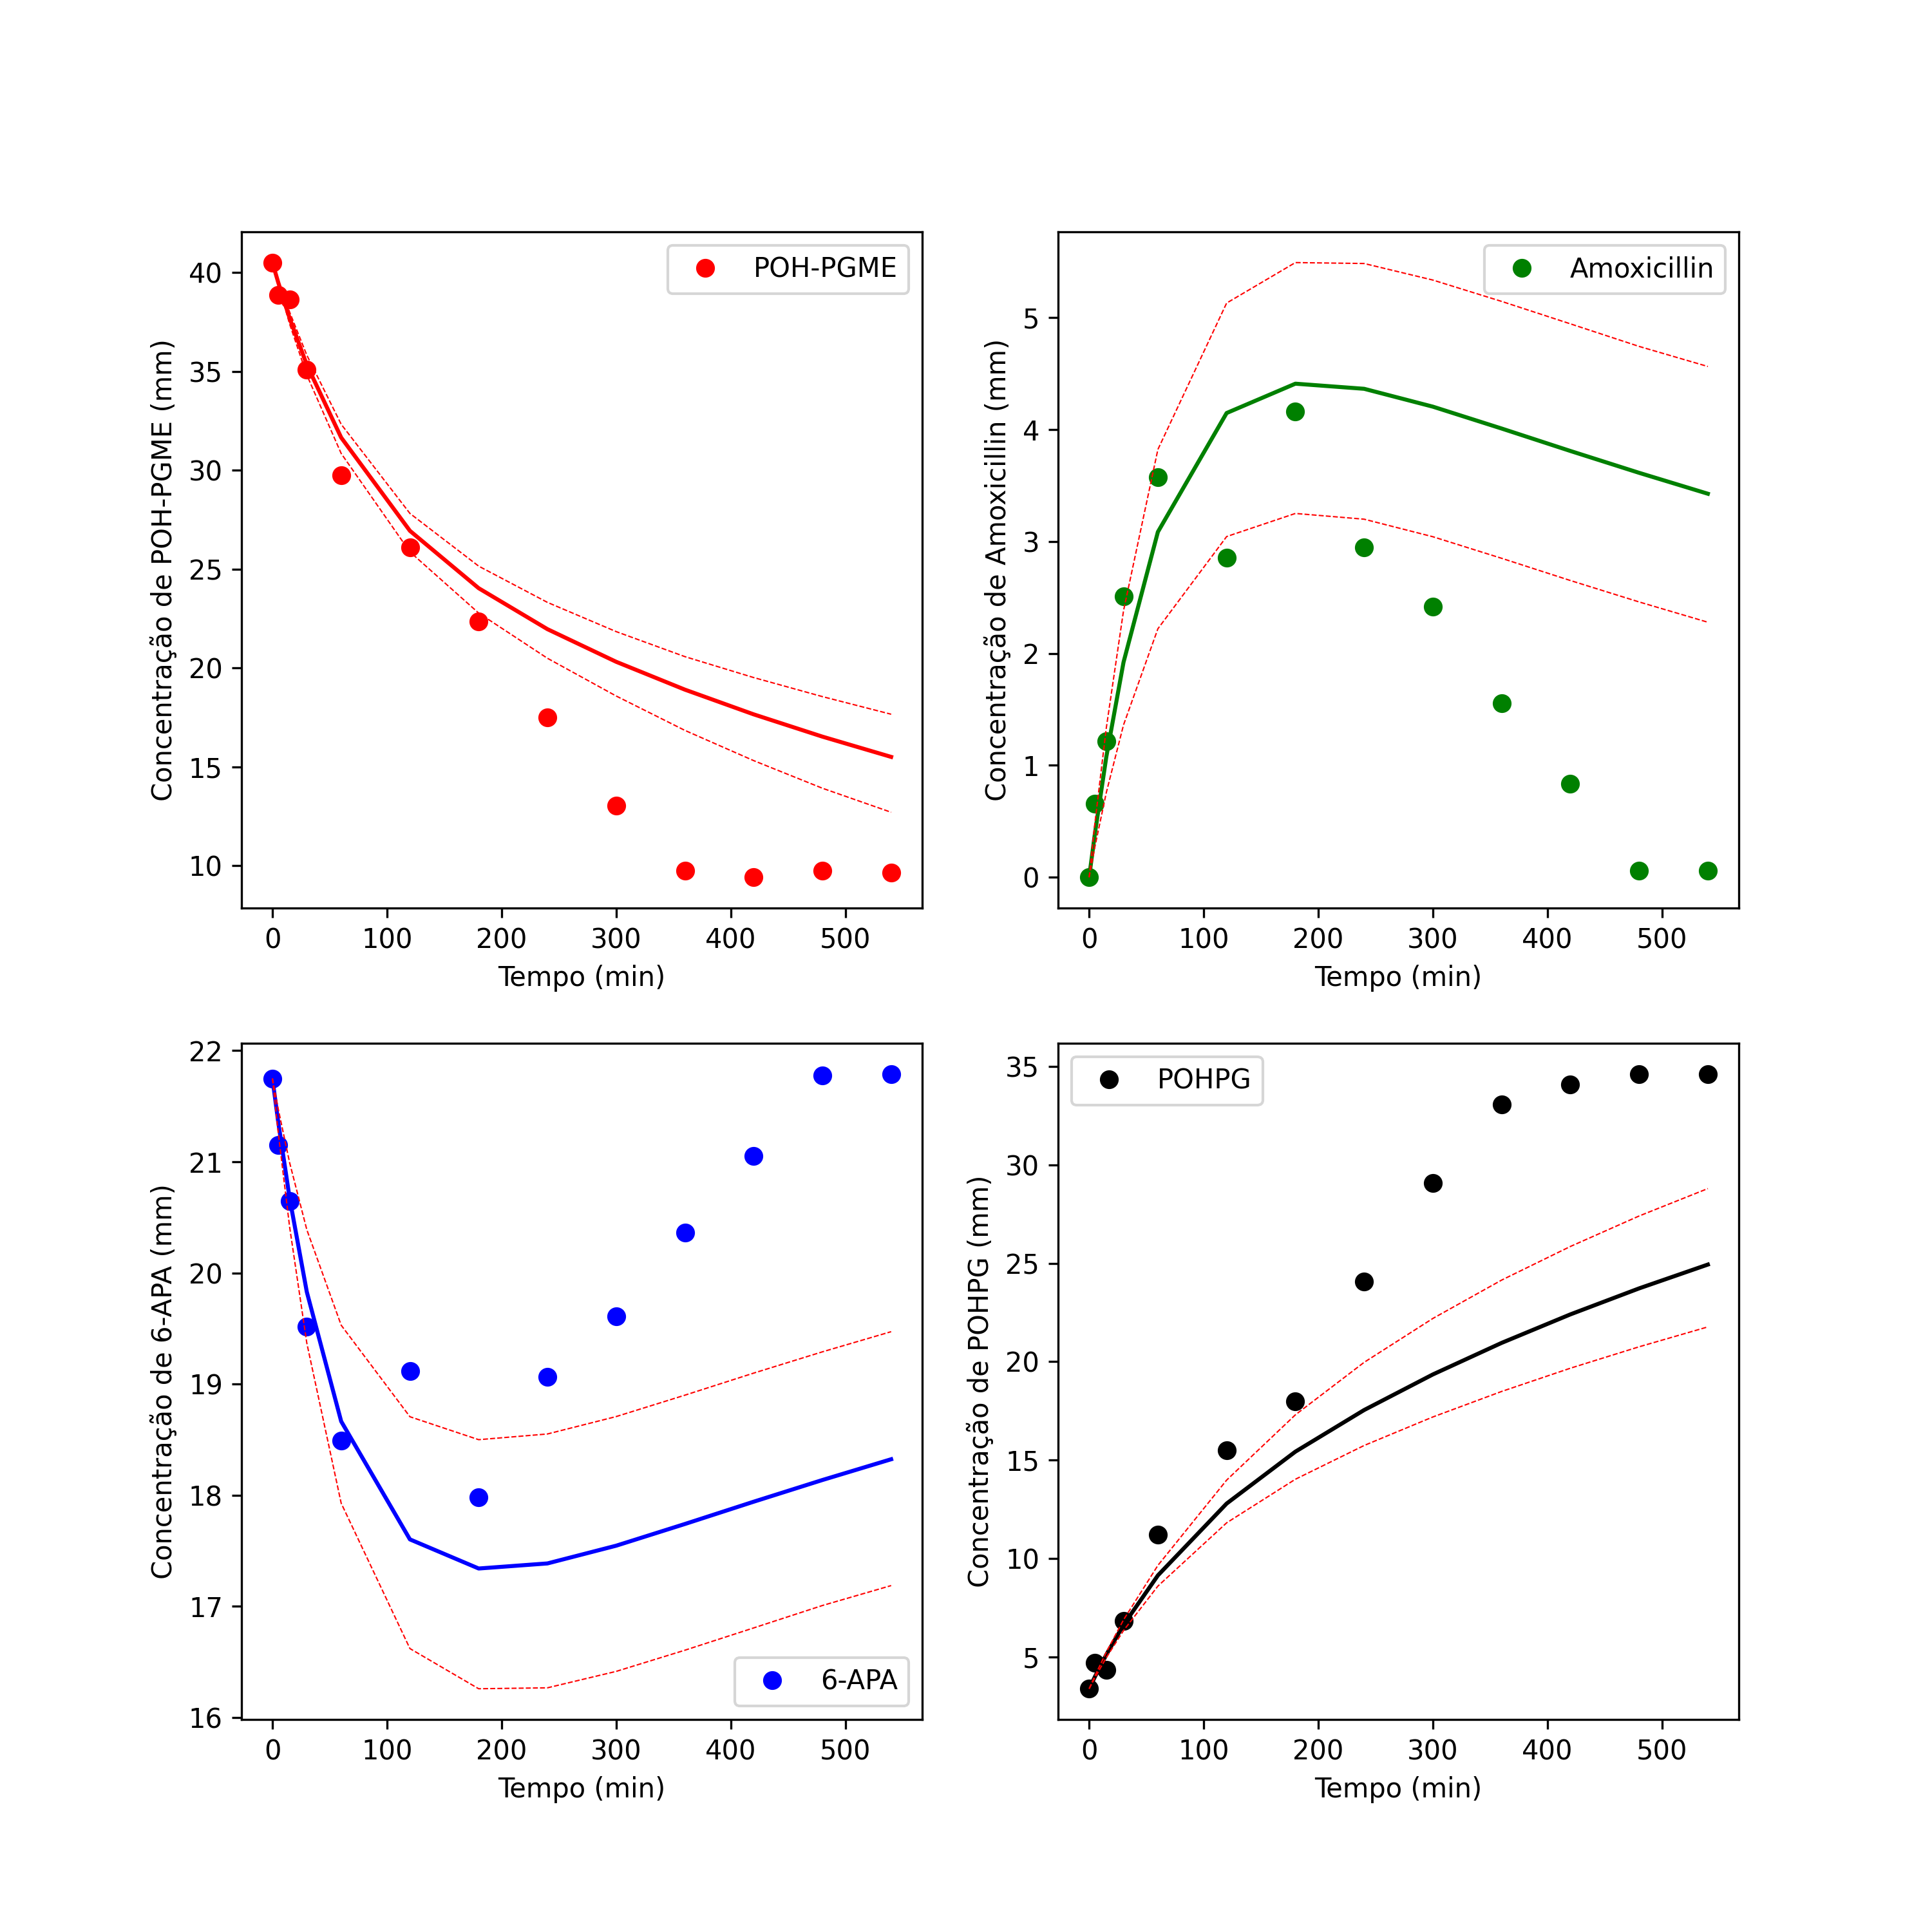 POH-PGME
Concentração de POH-PGME (mm)
40
35
30
25
20
15
10
0 100 200 300 400 500
Tempo (min)
Amoxicillin
Concentração de Amoxicillin (mm)
5
4
3
2
1
0
0 100 200 300 400 500
Tempo (min)
6-APA
Concentração de 6-APA (mm)
22
21
20
19
18
17
16
0 100 200 300 400 500
Tempo (min)
POHPG
Concentração de POHPG (mm)
35
30
25
20
15
10
5
0 100 200 300 400 500
Tempo (min)